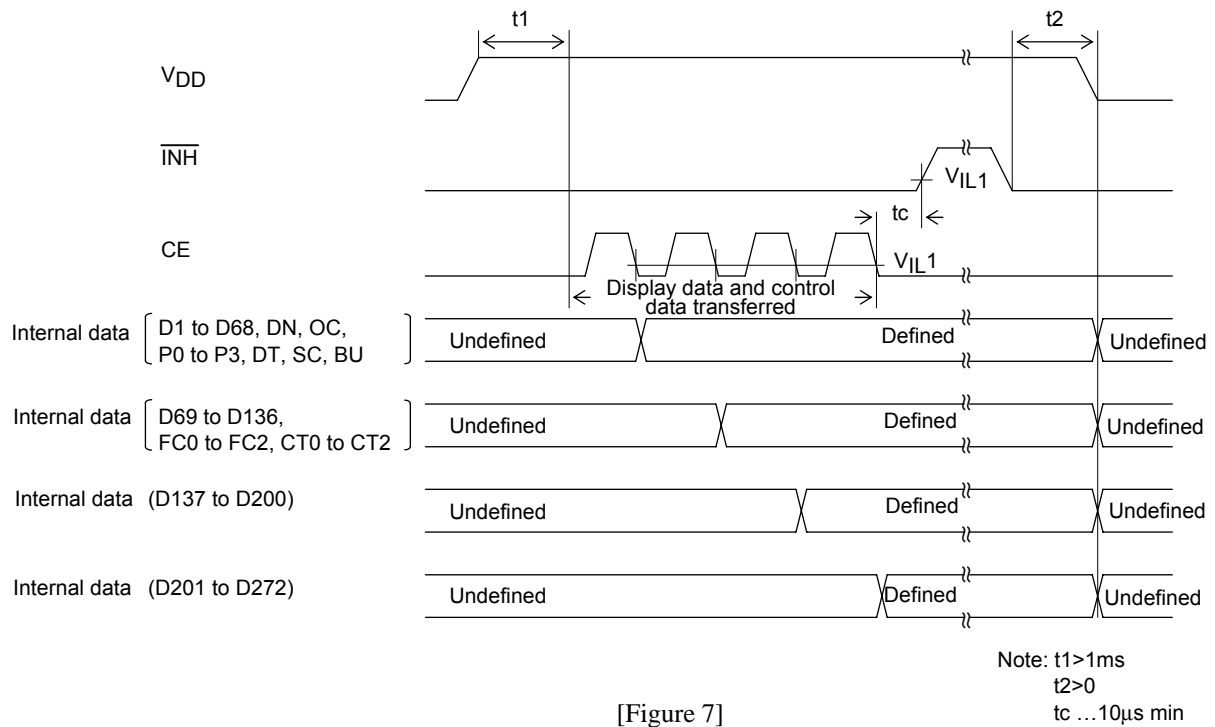 t1
t2
VDD
INH
VIL1
tc
CE
VIL1
Display data and control
data transferred
Internal data
D1 to D68, DN, OC,
P0 to P3, DT, SC, BU
Undefined
Defined
Undefined
Internal data
D69 to D136,
FC0 to FC2, CT0 to CT2
Undefined
Defined
Undefined
Internal data (D137 to D200)
Undefined
Defined
Undefined
Internal data (D201 to D272)
Undefined
Defined
Undefined
Note: t1>1ms
t2>0
tc …10μs min
[Figure 7]